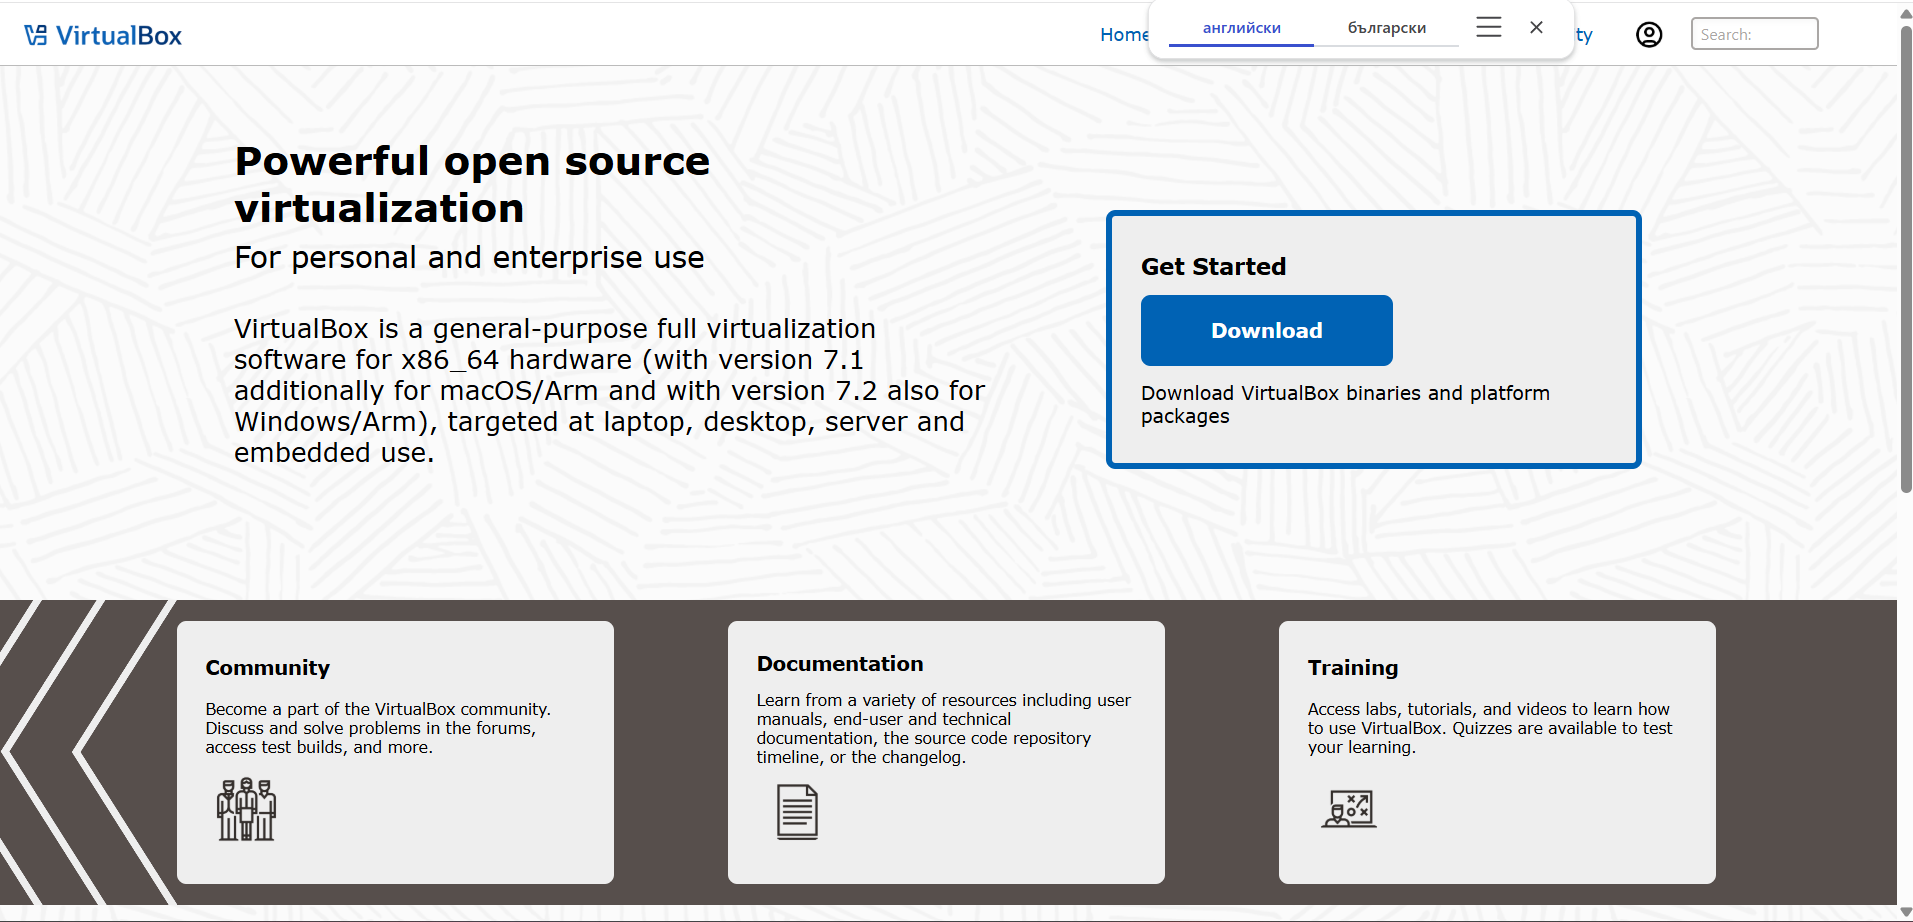 VirtualBox
Home
английски
български
ty
Search:
Powerful open source
virtualization
For personal and enterprise use
VirtualBox is a general-purpose full virtualization
software for x86_64 hardware (with version 7.1
additionally for macOS/Arm and with version 7.2 also for
Windows/Arm), targeted at laptop, desktop, server and
embedded use.
Get Started
Download
Download VirtualBox binaries and platform
packages
Community
Become a part of the VirtualBox community.
Discuss and solve problems in the forums,
access test builds, and more.
Documentation
Learn from a variety of resources including user
manuals, end-user and technical
documentation, the source code repository
timeline, or the changelog.
Training
Access labs, tutorials, and videos to learn how
to use VirtualBox. Quizzes are available to test
your learning.